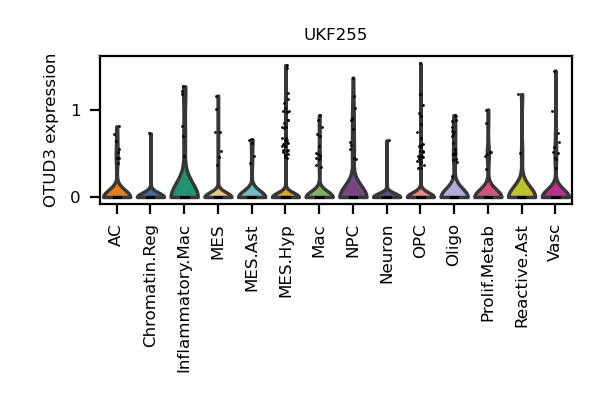 UKF255
OTUD3 expression
1
0
AC
Chromatin.Reg
Inflammatory.Mac
MES
MES.Ast
MES.Hyp
Mac
NPC
Neuron
OPC
Oligo
Prolif.Metab
Reactive.Ast
Vasc